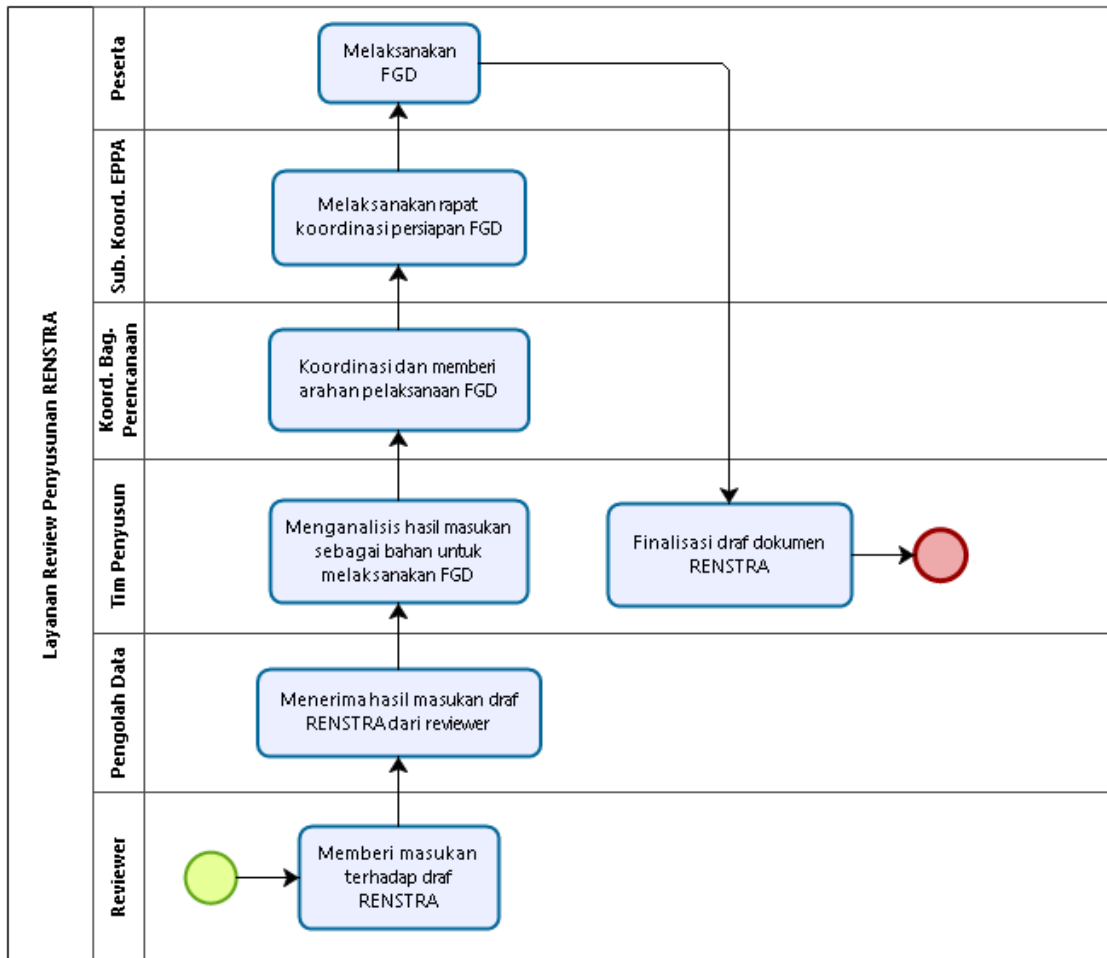 Layanan Review Penyusunan RENSTRA
Peserta
Melaksanakan
FGD
Sub. Koord. EPPA
Melaksanakan rapat
koordinasi persiapan FGD
Koord. Bag.
Perencanaan
Koordinasi dan memberi
arahan pelaksanaan FGD
Tim Penyusun
Menganalisis hasil masukan
sebagai bahan untuk
melaksanakan FGD
Finalisasi draf dokumen
RENSTRA
Pengolah Data
Menerima hasil masukan draf
RENSTRA dari reviewer
Reviewer
Memberi masukan
terhadap draf
RENSTRA